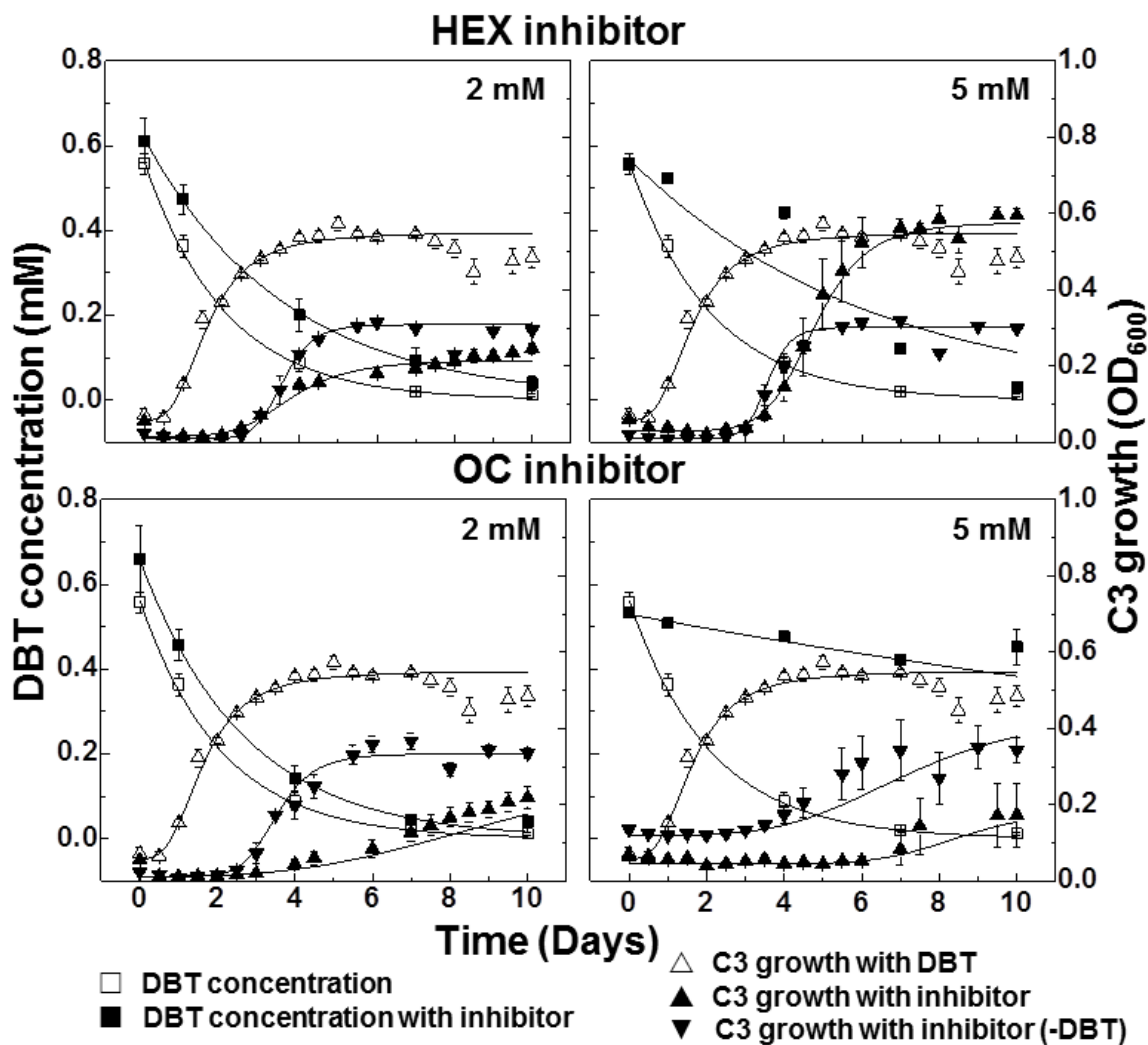 HEX inhibitor
0.8
1.0
2 mM
5 mM
0.6
0.8
0.4
0.6
0.2
0.4
0.0
0.2
0.0
OC inhibitor
0.8
1.0
2 mM
5 mM
0.6
0.8
0.4
0.6
0.2
0.4
0.0
0.2
0.0
0 2 4 6 8 10
0 2 4 6 8 10
DBT concentration (mM)
C3 growth (OD600)
Time (Days)
DBT concentration
DBT concentration with inhibitor
C3 growth with DBT
C3 growth with inhibitor
C3 growth with inhibitor (-DBT)